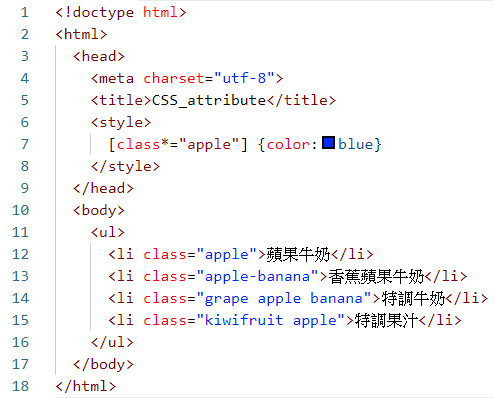 1 <!doctype html>
2 <html>
3 <head>
4 <meta charset="utf-8">
5 <title>CSS_attribute</title>
6 <style>
7 [class*="apple"] {color:blue}
8 </style>
9 </head>
10 <body>
11 <ul>
12 <li class="apple">蘋果牛奶</li>
13 <li class="apple-banana">香蕉蘋果牛奶</li>
14 <li class="grape apple banana">特調牛奶</li>
15 <li class="kiwifruit apple">特調果汁</li>
16 </ul>
17 </body>
18 </html>